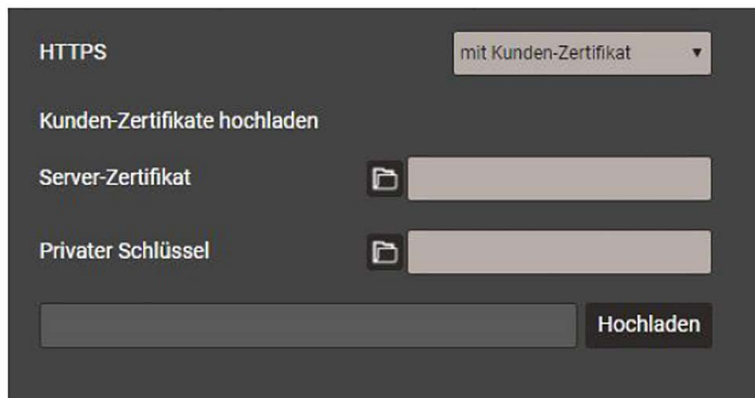 HTTPS mit Kunden-Zertifikat
Kunden-Zertifikate hochladen
Server-Zertifikat
Privater Schlüssel
Hochladen